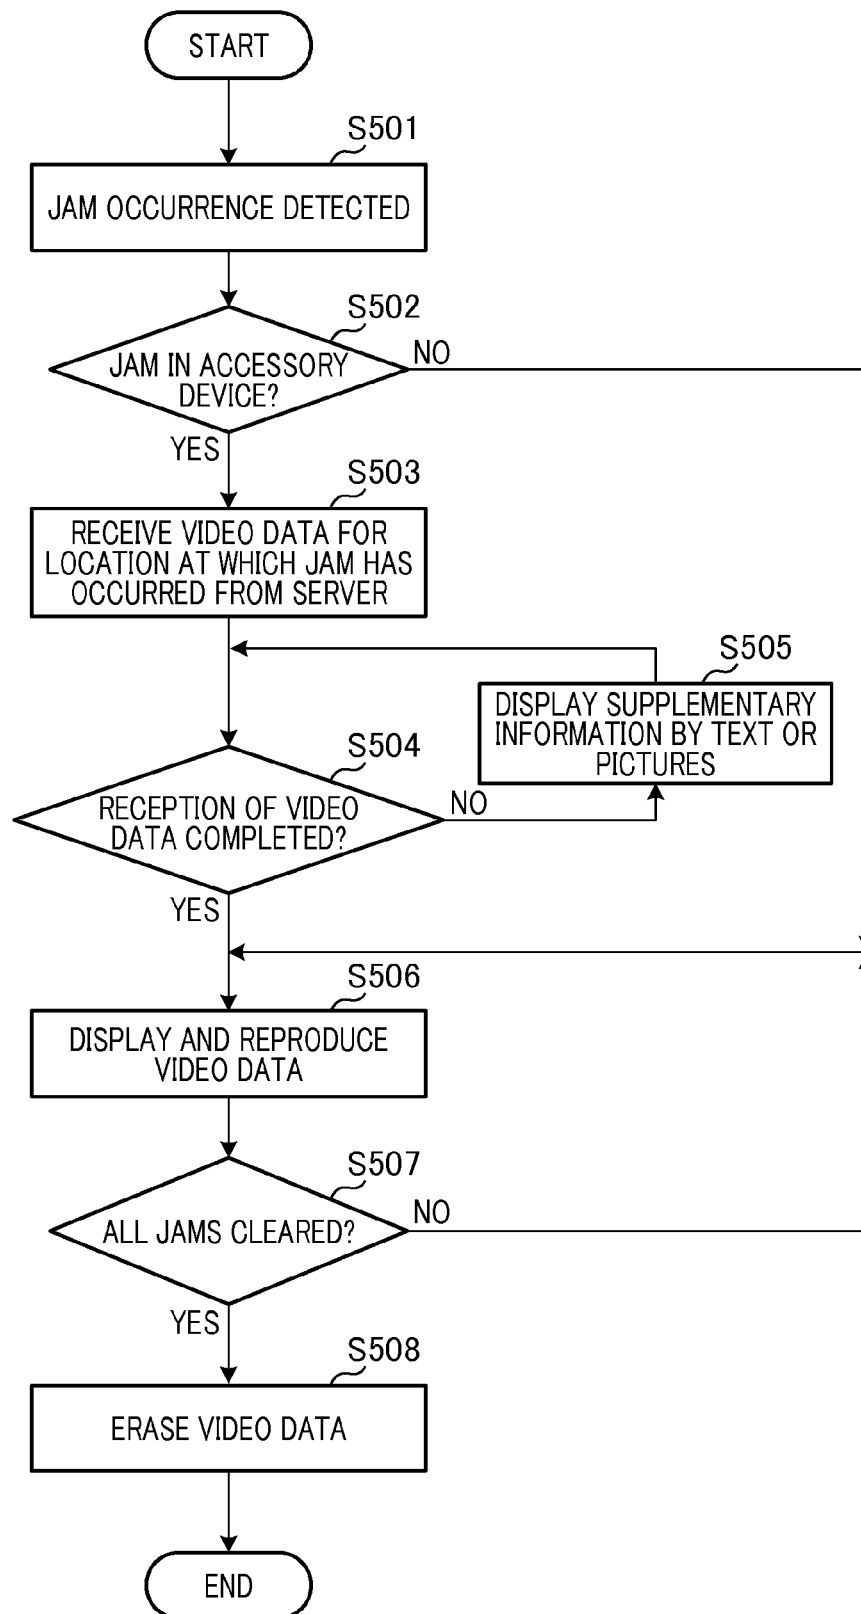 START
S501
JAM OCCURRENCE DETECTED
S502
JAM IN ACCESSORY
DEVICE?
NO
YES
S503
RECEIVE VIDEO DATA FOR
LOCATION AT WHICH JAM HAS
OCCURRED FROM SERVER
S505
DISPLAY SUPPLEMENTARY
INFORMATION BY TEXT OR
PICTURES
S504
RECEPTION OF VIDEO
DATA COMPLETED?
NO
YES
S506
DISPLAY AND REPRODUCE
VIDEO DATA
S507
ALL JAMS CLEARED?
NO
YES
S508
ERASE VIDEO DATA
END